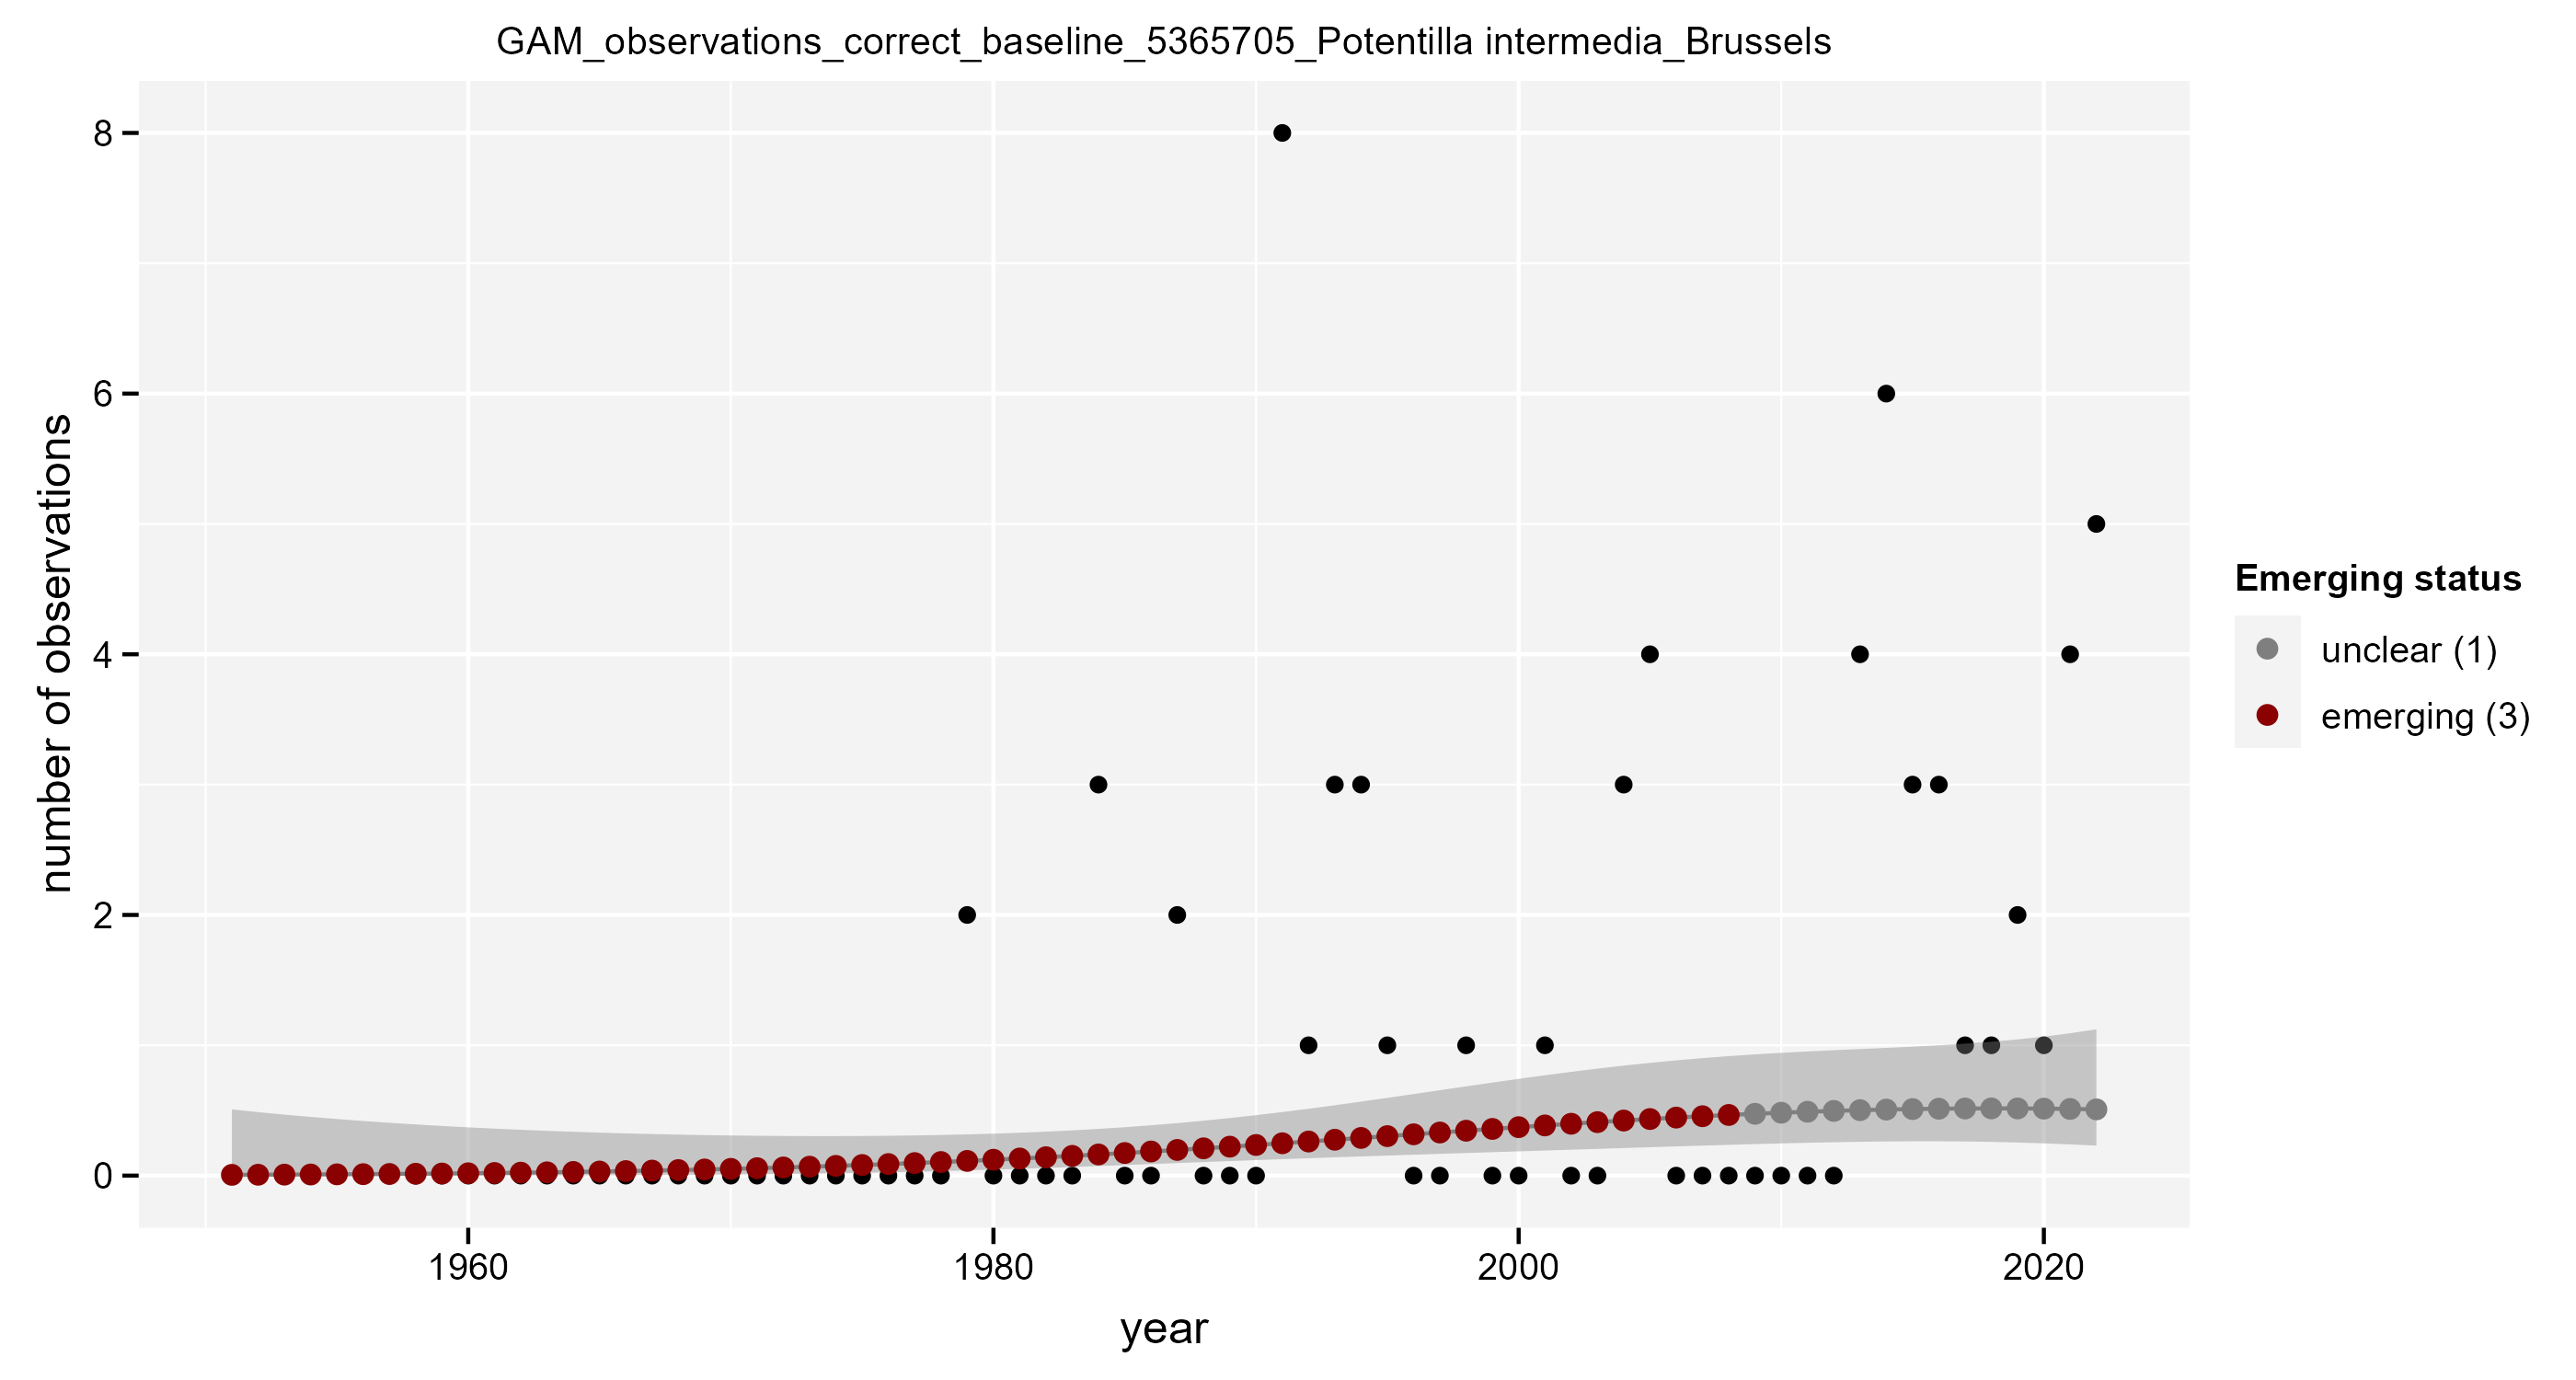 GAM_observations_correct_baseline_5365705_Potentilla intermedia_Brussels
8
6
4
2
0
number of observations
1960
1980
2000
2020
year
Emerging status
unclear (1)
emerging (3)